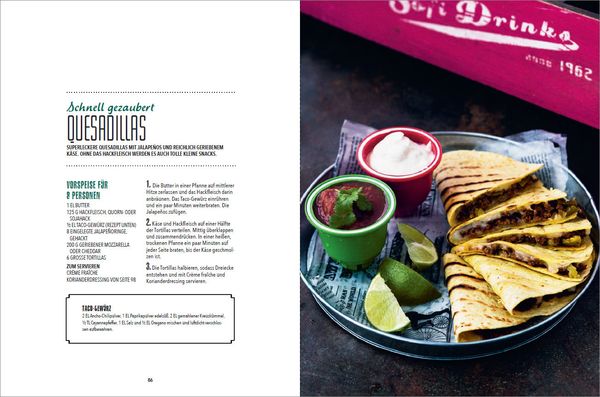 Schnell gezaubert
QUESADILLAS
SUPERLECKERE QUESADILLAS MIT JALAPEÑOS UND REICHLICH GERIEBENEM
KÄSE. OHNE DAS HACKFLEISCH WERDEN ES AUCH TOLLE KLEINE SNACKS.
VORSPEISE FÜR
8 PERSONEN
1 EL BUTTER
125 G HACKFLEISCH, QUORN- ODER
SOJAHACK
½ EL TACO-GEWÜRZ (REZEPT UNTEN)
8 EINGELEGTE JALAPEÑORINGE,
GEHACKT
200 G GERIEBENER MOZZARELLA
ODER CHEDDAR
6 GROSSE TORTILLAS
ZUM SERVIEREN
CRÈME FRAÎCHE
KORIANDERDRESSING VON SEITE 98
1. Die Butter in einer Pfanne auf mittlerer
Hitze zerlassen und das Hackfleisch darin
anbräunen. Das Taco-Gewürz einrühren
und ein paar Minuten weiterbraten. Die
Jalapeños zufügen.
2. Käse und Hackfleisch auf einer Hälfte
der Tortillas verteilen. Mittig überklappen
und zusammendrücken. In einer heißen,
trockenen Pfanne ein paar Minuten auf
jeder Seite braten, bis der Käse geschmol-
zen ist.
3. Die Tortillas halbieren, sodass Dreiecke
entstehen und mit Crème fraîche und
Korianderdressing servieren.
TACO-GEWÜRZ
2 EL Ancho-Chilipulver, 1 EL Paprikapulver edelsüß, 2 EL gemahlener Kreuzkümmel,
½ TL Cayennepfeffer, 1 EL Salz und ½ EL Oregano mischen und luftdicht verschlos-
sen aufbewahren.
86
Soft Drinks
anno 1962